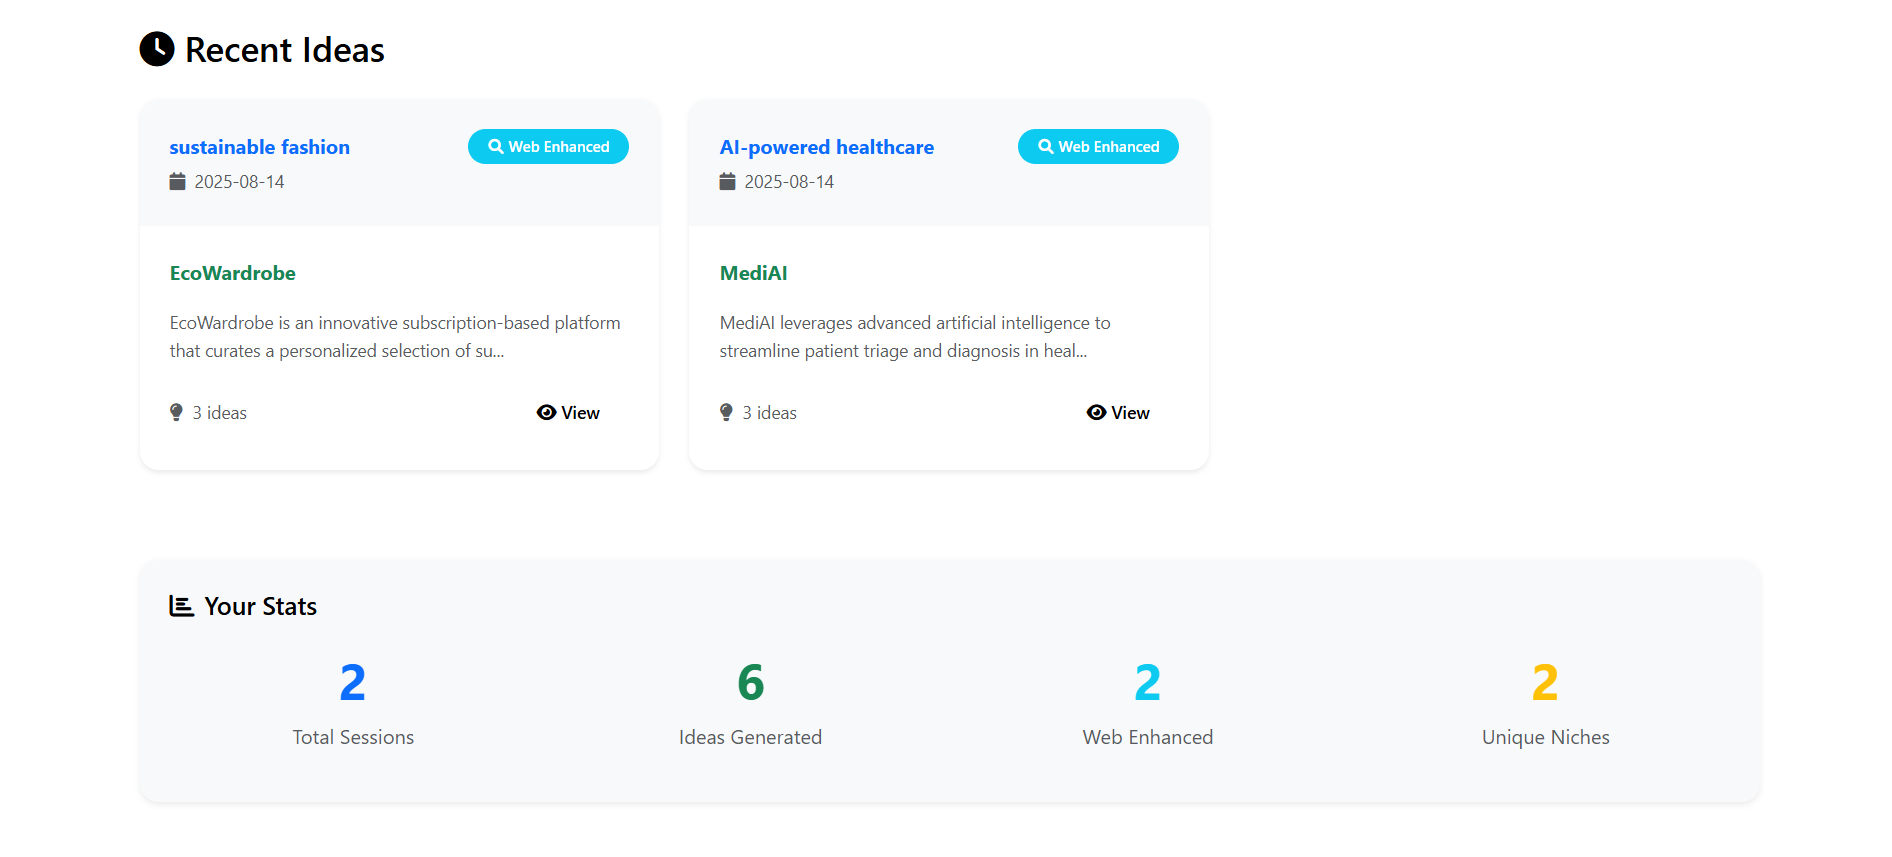 Recent Ideas
sustainable fashion
Web Enhanced
2025-08-14
EcoWardrobe
EcoWardrobe is an innovative subscription-based platform
that curates a personalized selection of su...
3 ideas
View
AI-powered healthcare
Web Enhanced
2025-08-14
MediAI
MediAI leverages advanced artificial intelligence to
streamline patient triage and diagnosis in heal...
3 ideas
View
Your Stats
2
Total Sessions
6
Ideas Generated
2
Web Enhanced
2
Unique Niches